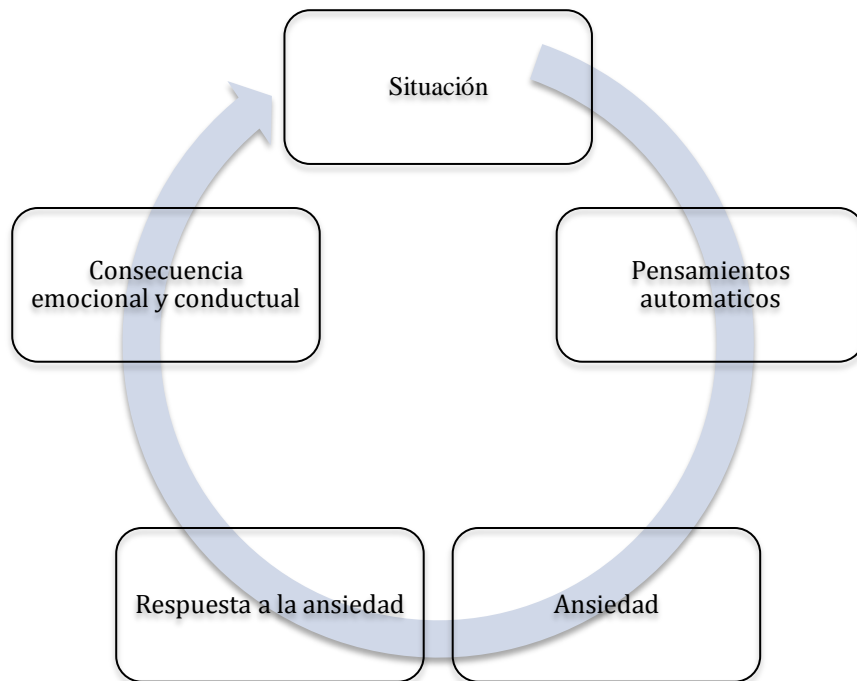 Situación
Pensamientos
automaticos
Ansiedad
Respuesta a la ansiedad
Consecuencia
emocional y conductual